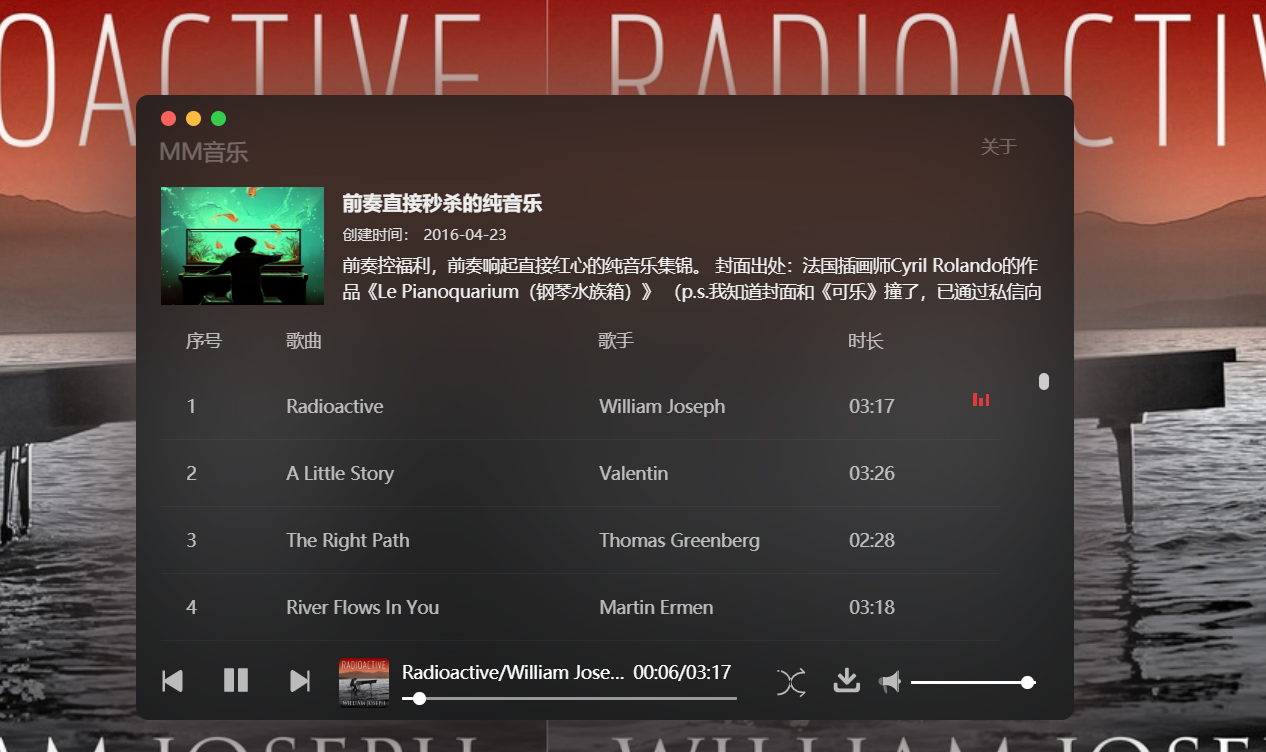 OACTIVE RADIOACTIV
MM音乐
关于
前奏直接秒杀的纯音乐
创建时间： 2016-04-23
前奏控福利，前奏响起直接红心的纯音乐集锦。 封面出处：法国插画师Cyril Rolando的作
品《Le Pianoquarium（钢琴水族箱）》 （p.s.我知道封面和《可乐》撞了，已通过私信向
序号 歌曲 歌手 时长
1 Radioactive William Joseph 03:17
2 A Little Story Valentin 03:26
3 The Right Path Thomas Greenberg 02:28
4 River Flows In You Martin Ermen 03:18
RADIOACTIVE
WILLIAM JOSEPH
Radioactive/William Jose... 00:06/03:17
AM JOSEPH WILLIAM JOSE